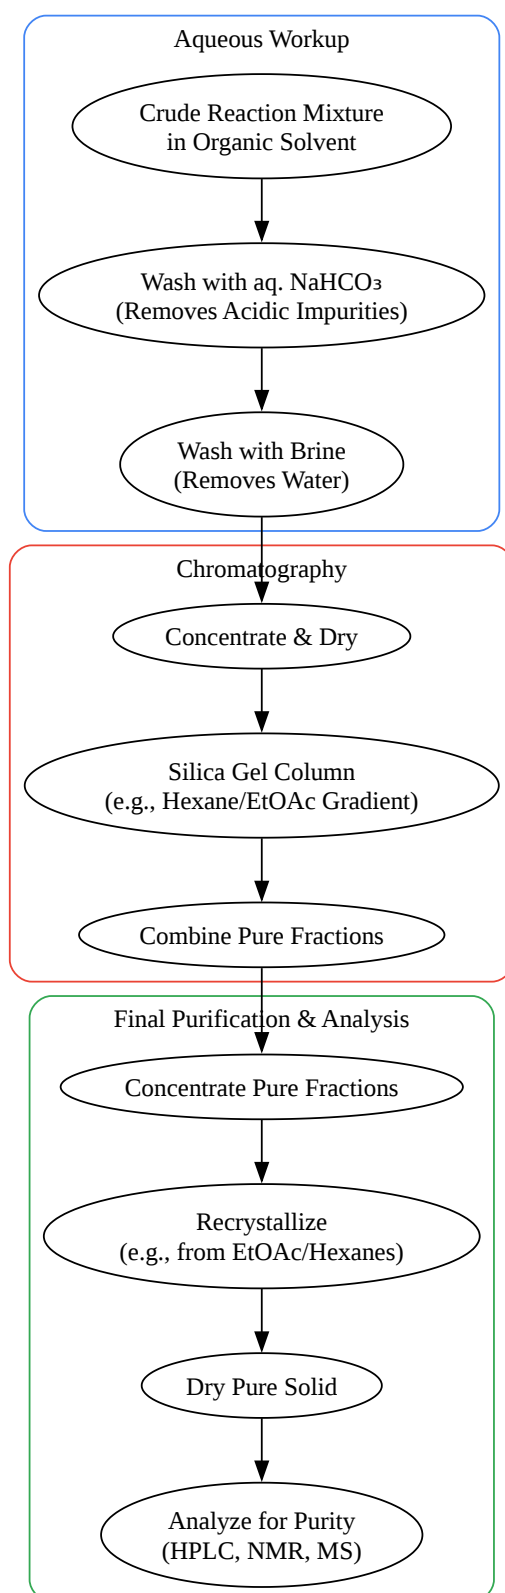 Aqueous Workup
Crude Reaction Mixture
in Organic Solvent
Wash with aq. NaHCO₃
(Removes Acidic Impurities)
Wash with Brine
(Removes Water)
Chromatography
Concentrate & Dry
Silica Gel Column
(e.g., Hexane/EtOAc Gradient)
Combine Pure Fractions
Final Purification & Analysis
Concentrate Pure Fractions
Recrystallize
(e.g., from EtOAc/Hexanes)
Dry Pure Solid
Analyze for Purity
(HPLC, NMR, MS)